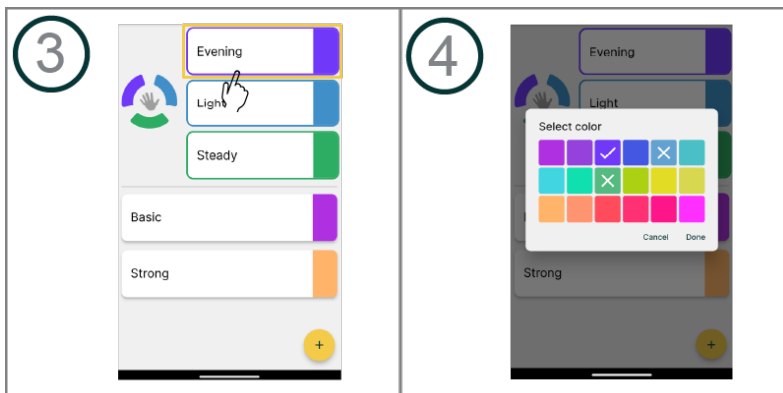 3
Evening
Light
Steady
Basic
Strong
+
4
Evening
Light
Select color
Cancel Done
Strong
+